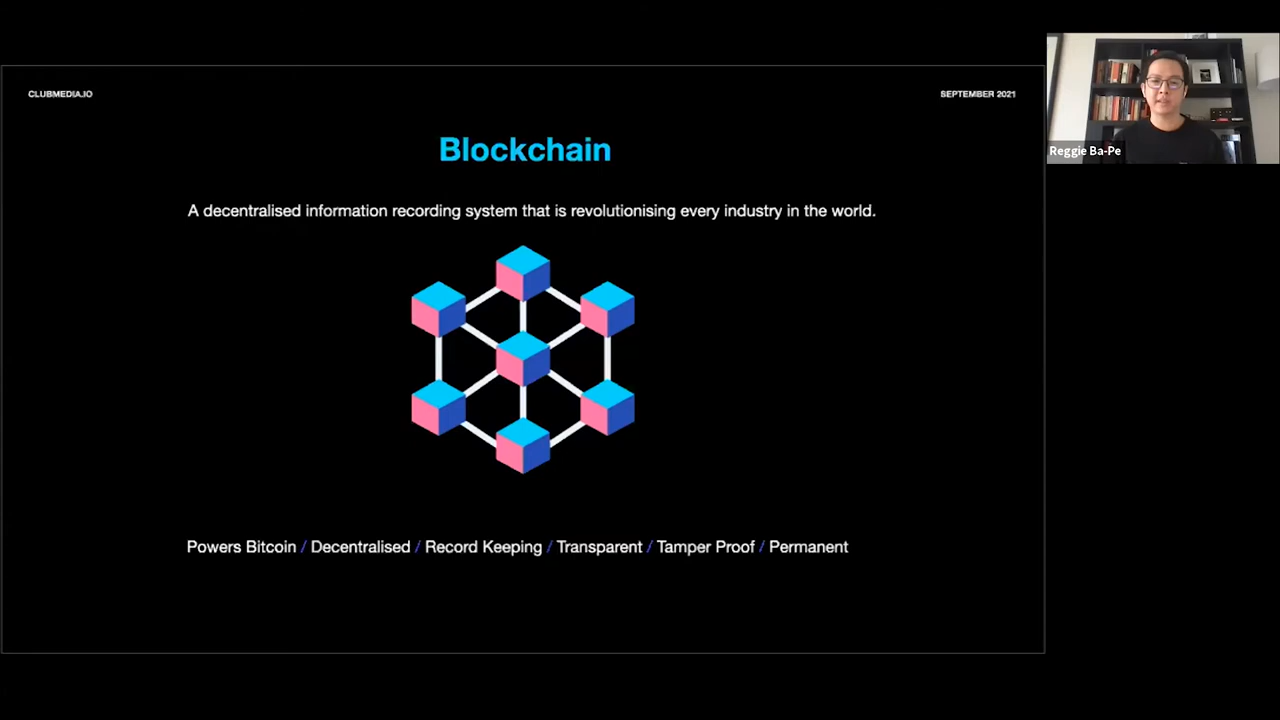 CLUBMEDIA.IO
SEPTEMBER 2021
Blockchain
A decentralised information recording system that is revolutionising every industry in the world.
Powers Bitcoin / Decentralised / Record Keeping / Transparent / Tamper Proof / Permanent
Reggie Ba-Pe